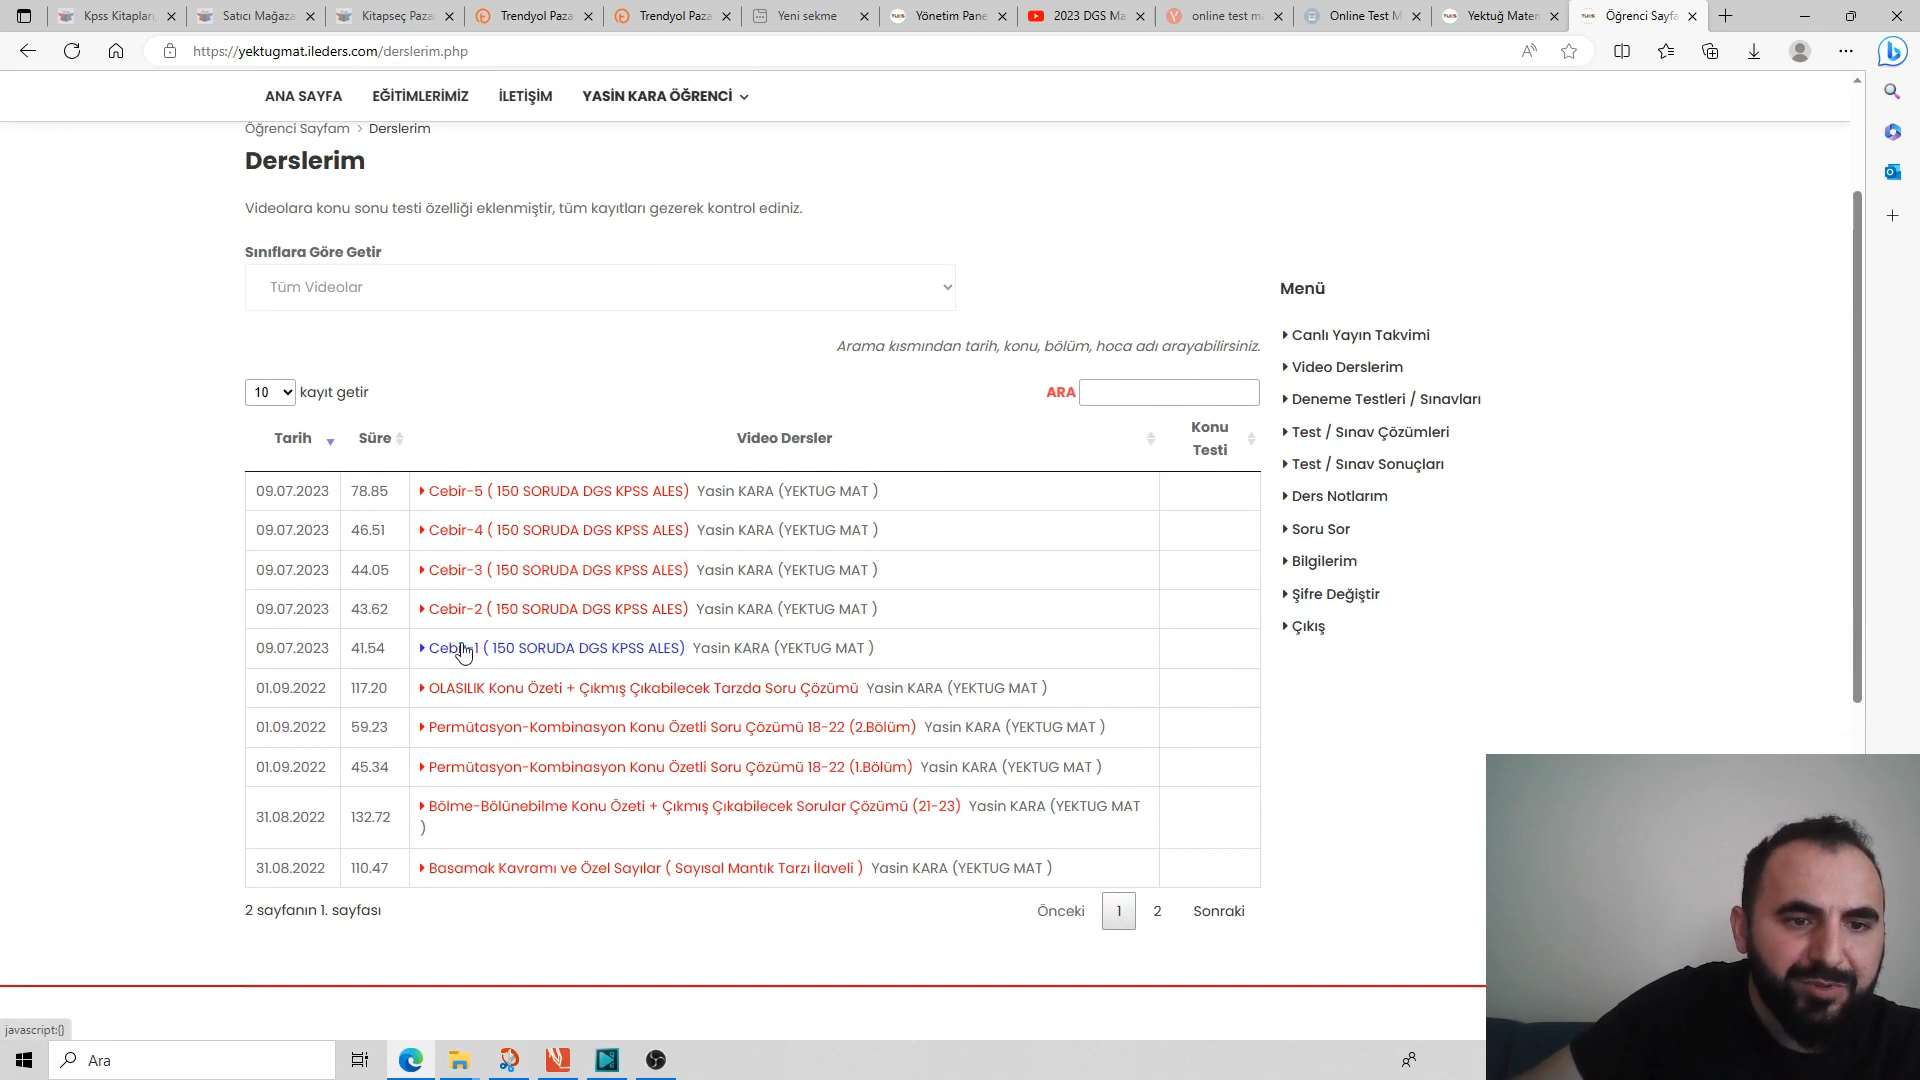 Kpss Kitapları
Satıcı Mağaza
Kitapseç Paza
Trendyol Paza
Trendyol Paza
Yeni sekme
Yönetim Pane
2023 DGS Ma
online test ma
Online Test M
Yektuğ Mater
Öğrenci Sayfa
https://yektugmat.ileders.com/derslerim.php
ANA SAYFA
EĞİTİMLERİMİZ
İLETİŞİM
YASİN KARA ÖĞRENCİ
Öğrenci Sayfam > Derslerim
Derslerim
Videolara konu sonu testi özelliği eklenmiştir, tüm kayıtları gezerek kontrol ediniz.
Sınıflara Göre Getir
Tüm Videolar
Arama kısmından tarih, konu, bölüm, hoca adı arayabilirsiniz.
10 kayıt getir
ARA
Tarih Süre Video Dersler Konu Testi
09.07.2023 78.85 Cebir-5 ( 150 SORUDA DGS KPSS ALES) Yasin KARA (YEKTUG MAT )
09.07.2023 46.51 Cebir-4 ( 150 SORUDA DGS KPSS ALES) Yasin KARA (YEKTUG MAT )
09.07.2023 44.05 Cebir-3 ( 150 SORUDA DGS KPSS ALES) Yasin KARA (YEKTUG MAT )
09.07.2023 43.62 Cebir-2 ( 150 SORUDA DGS KPSS ALES) Yasin KARA (YEKTUG MAT )
09.07.2023 41.54 Cebir-1 ( 150 SORUDA DGS KPSS ALES) Yasin KARA (YEKTUG MAT )
01.09.2022 117.20 OLASILIK Konu Özeti + Çıkmış Çıkabilecek Tarzda Soru Çözümü Yasin KARA (YEKTUG MAT )
01.09.2022 59.23 Permütasyon-Kombinasyon Konu Özetli Soru Çözümü 18-22 (2.Bölüm) Yasin KARA (YEKTUG MAT )
01.09.2022 45.34 Permütasyon-Kombinasyon Konu Özetli Soru Çözümü 18-22 (1.Bölüm) Yasin KARA (YEKTUG MAT )
31.08.2022 132.72 Bölme-Bölünebilme Konu Özeti + Çıkmış Çıkabilecek Sorular Çözümü (21-23) Yasin KARA (YEKTUG MAT
)
31.08.2022 110.47 Basamak Kavramı ve Özel Sayılar ( Sayısal Mantık Tarzı İlaveli ) Yasin KARA (YEKTUG MAT )
2 sayfanın 1. sayfası
Önceki 1 2 Sonraki
Menü
Canlı Yayın Takvimi
Video Derslerim
Deneme Testleri / Sınavları
Test / Sınav Çözümleri
Test / Sınav Sonuçları
Ders Notlarım
Soru Sor
Bilgilerim
Şifre Değiştir
Çıkış
javascript:{}
Ara